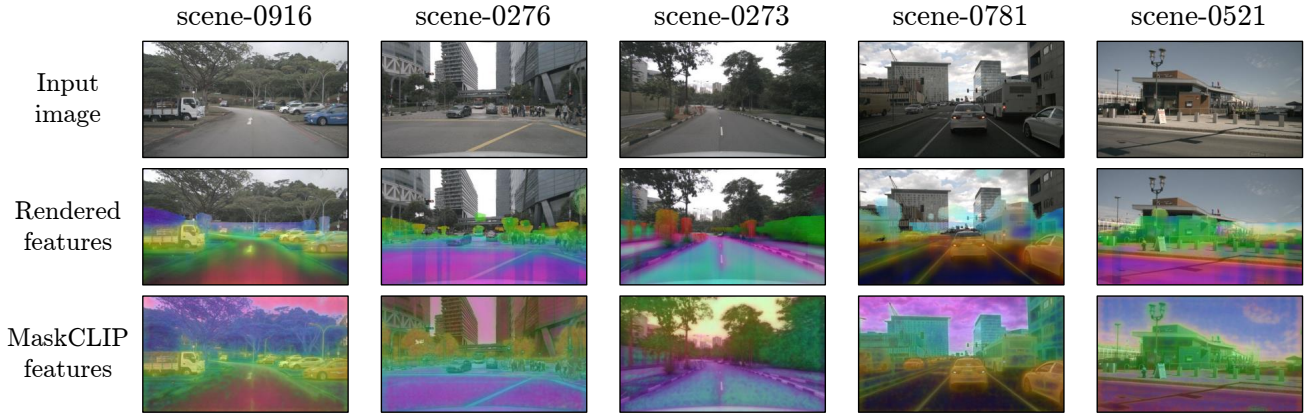 scene-0916 scene-0276 scene-0273 scene-0781 scene-0521
Input
image
Rendered
features
MaskCLIP
features